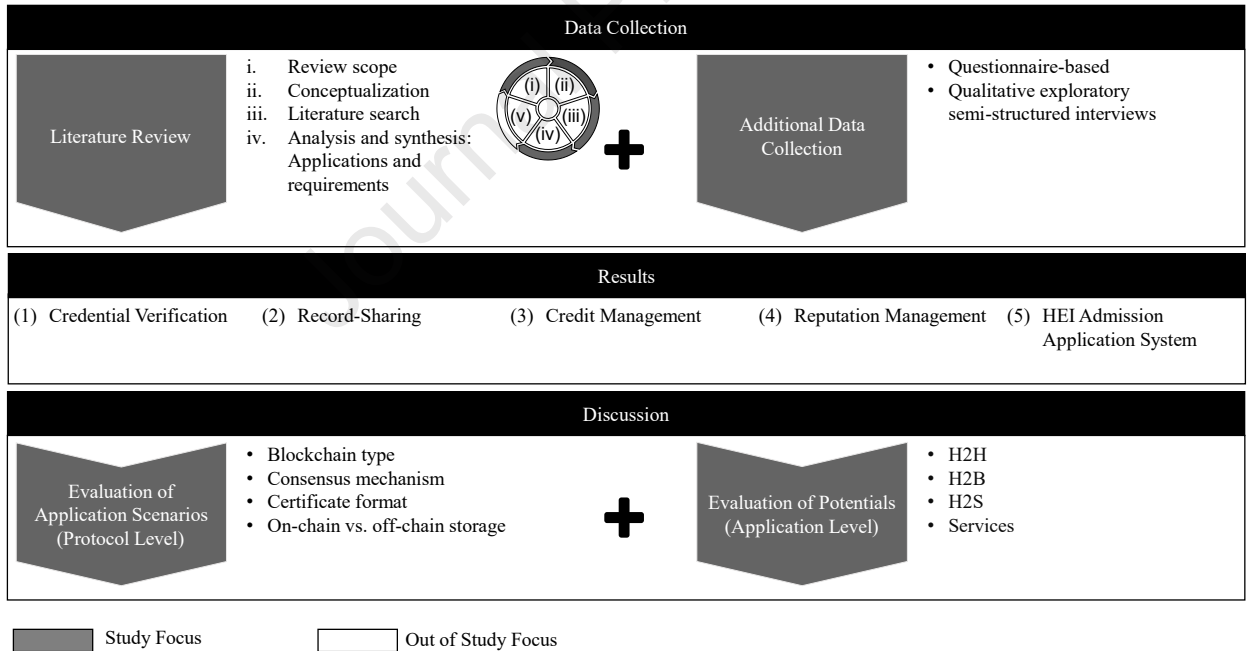 Data Collection
Literature Review
i. Review scope
ii. Conceptualization
iii. Literature search
iv. Analysis and synthesis:
Applications and
requirements
(i) (ii)
(v) (iii)
(iv)
Additional Data
Collection
• Questionnaire-based
• Qualitative exploratory
semi-structured interviews
Journal
Results
(1) Credential Verification (2) Record-Sharing (3) Credit Management (4) Reputation Management (5) HEI Admission
Application System
Discussion
Evaluation of
Application Scenarios
(Protocol Level)
• Blockchain type
• Consensus mechanism
• Certificate format
• On-chain vs. off-chain storage
Evaluation of Potentials
(Application Level)
• H2H
• H2B
• H2S
• Services
Study Focus Out of Study Focus